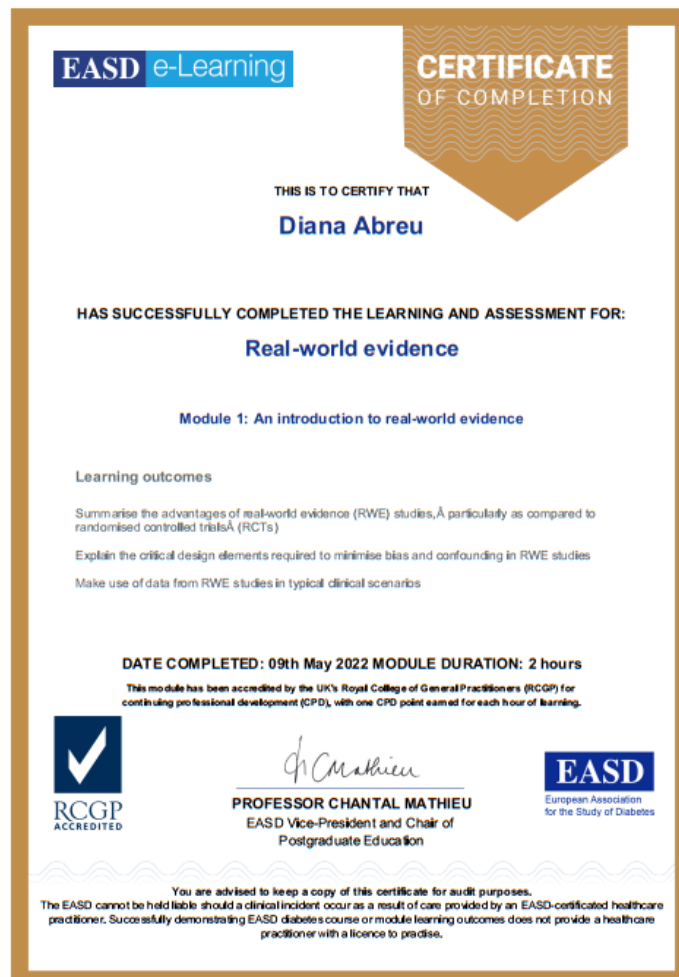 EASD e-Learning
CERTIFICATE
OF COMPLETION
THIS IS TO CERTIFY THAT
Diana Abreu
HAS SUCCESSFULLY COMPLETED THE LEARNING AND ASSESSMENT FOR:
Real-world evidence
Module 1: An introduction to real-world evidence
Learning outcomes
Summarise the advantages of real-world evidence (RWE) studies,Â particularly as compared to
randomised controlled trialsÂ (RCTs)
Explain the critical design elements required to minimise bias and confounding in RWE studies
Make use of data from RWE studies in typical clinical scenarios
DATE COMPLETED: 09th May 2022 MODULE DURATION: 2 hours
This module has been accredited by the UK's Royal College of General Practitioners (RCGP) for
continuing professional development (CPD), with one CPD point earned for each hour of learning.
RCGP
ACCREDITED
Ch CMathieu
PROFESSOR CHANTAL MATHIEU
EASD Vice-President and Chair of
Postgraduate Education
EASD
European Association
for the Study of Diabetes
You are advised to keep a copy of this certificate for audit purposes.
The EASD cannot be held liable should a clinical incident occur as a result of care provided by an EASD-certificated healthcare
practitioner. Successfully demonstrating EASD diabetes course or module learning outcomes does not provide a healthcare
practitioner with a licence to practise.